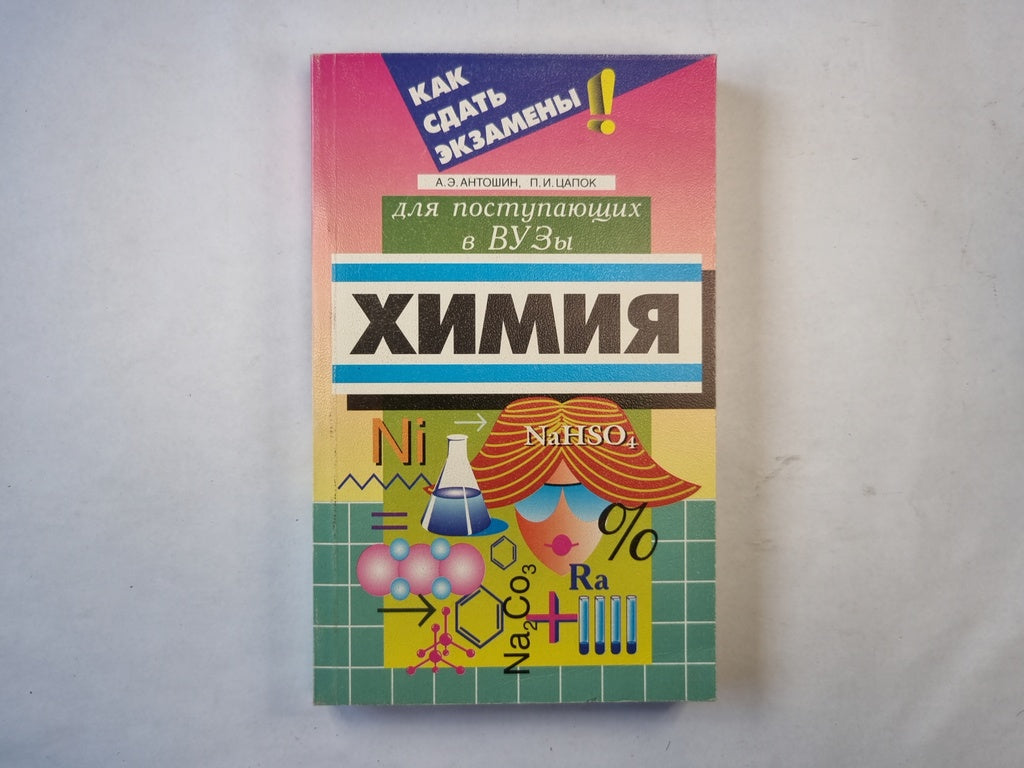 КАК
СДАТЬ
ЭКЗАМЕНЫ!
А.Э.АНТОШИН, П.И.ЦАПОК
для поступающих
в ВУЗы
ХИМИЯ
Ni →
NaHSO4
=
%
Ra
→
Na2Co3
+